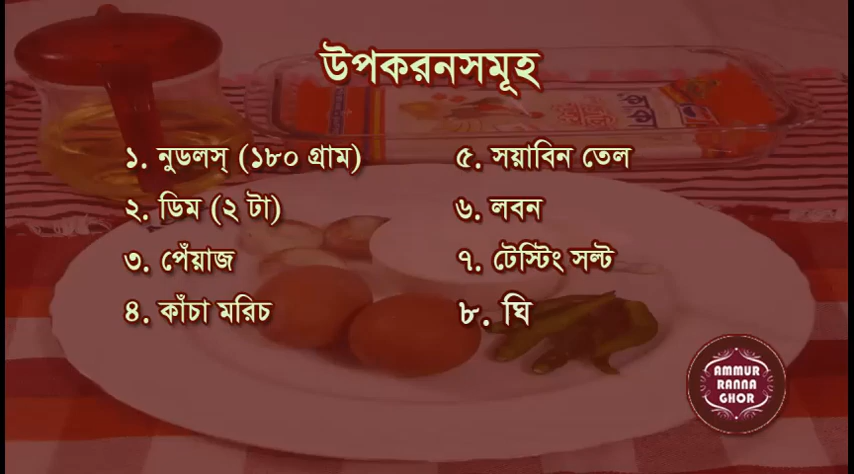 উপকরনসমূহ
১. নুডলস্ (১৮০ গ্রাম)
২. ডিম (২ টা)
৩. পেঁয়াজ
৪. কাঁচা মরিচ
৫. সয়াবিন তেল
৬. লবন
৭. টেস্টিং সল্ট
৮. ঘি
AMMUR
RANNA
GHOR